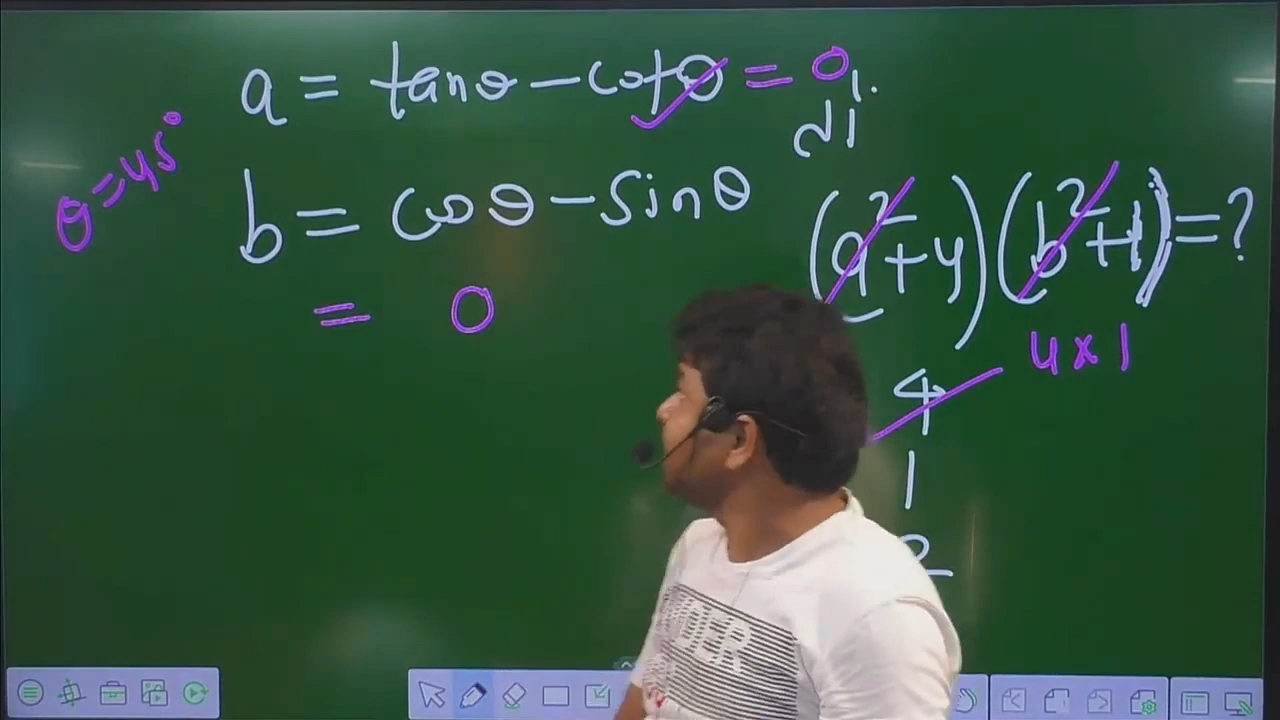 a = tanθ – cotθ = 0
θ = 45°
b = cosθ – sinθ
(a² + 4)(b² + 1) = ?
= 0
4 × 1
4
1